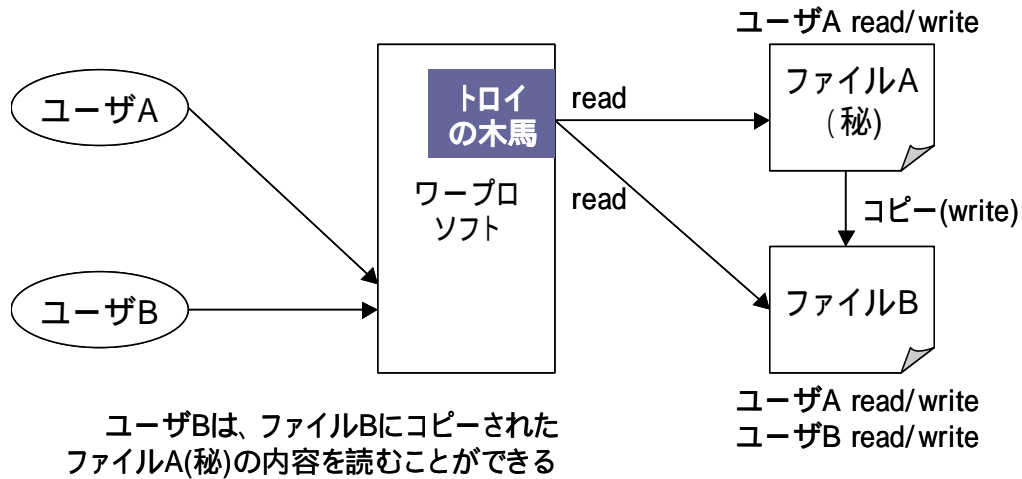 ユーザA read/write
ユーザA
トロイ
の木馬
ワープロ
ソフト
read
read
ファイルA
(秘)
コピー(write)
ユーザB
ファイルB
ユーザA read/write
ユーザB read/write
ユーザBは、ファイルBにコピーされた
ファイルA(秘)の内容を読むことができる